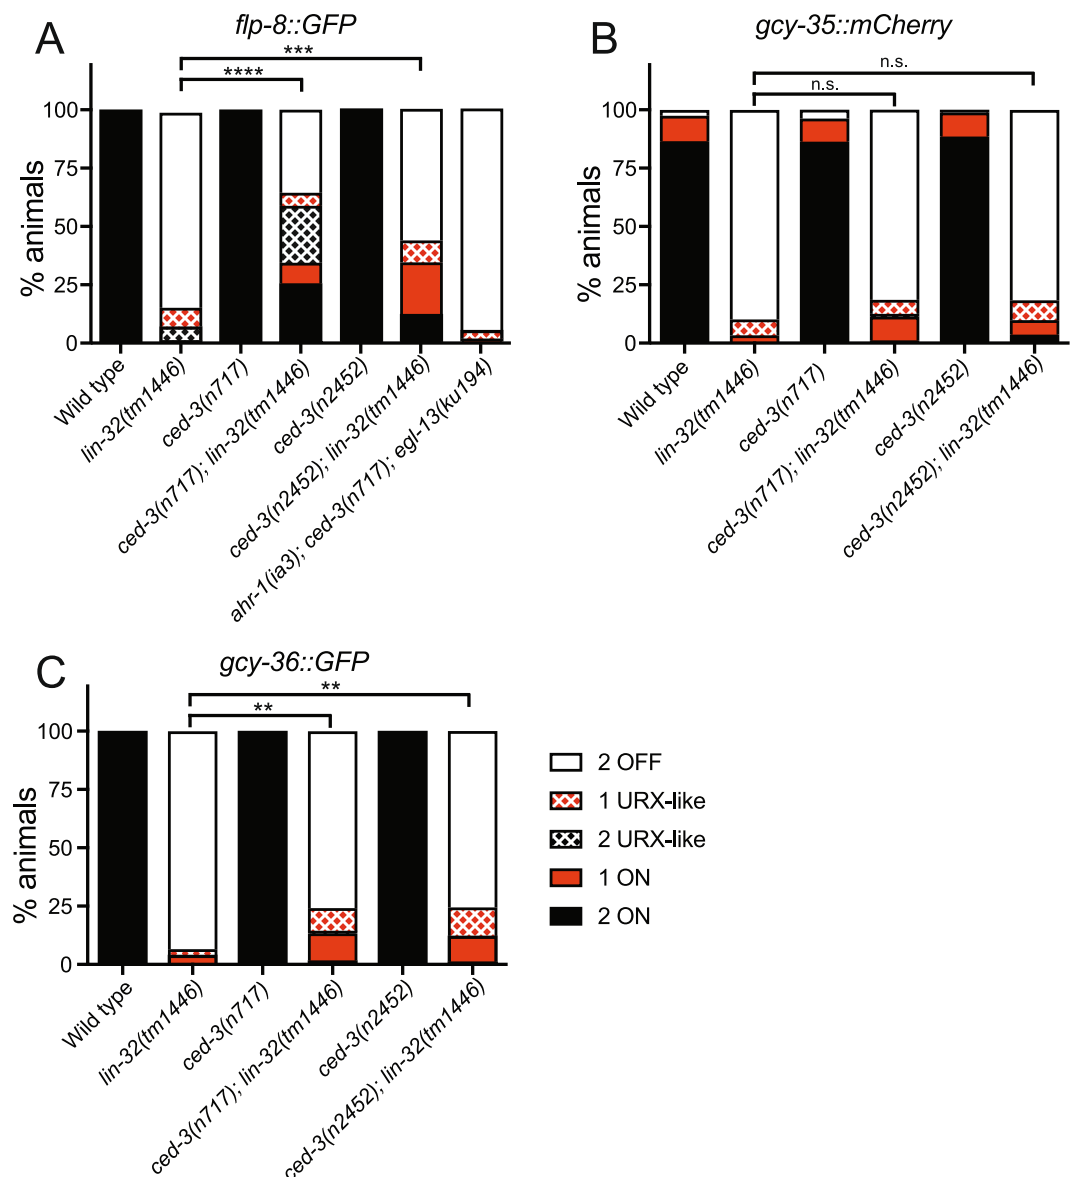 A
flp-8::GFP
***
****
% animals
100
75
50
25
0
Wild type
lin-32(tm1446)
ced-3(n717)
ced-3(n717); lin-32(tm1446)
ced-3(n2452)
ced-3(n2452); lin-32(tm1446)
ahr-1(ia3); ced-3(n717); egl-13(ku194)
B
gcy-35::mCherry
n.s.
n.s.
% animals
100
75
50
25
0
Wild type
lin-32(tm1446)
ced-3(n717)
ced-3(n717); lin-32(tm1446)
ced-3(n2452)
ced-3(n2452); lin-32(tm1446)
C
gcy-36::GFP
**
**
% animals
100
75
50
25
0
Wild type
lin-32(tm1446)
ced-3(n717)
ced-3(n717); lin-32(tm1446)
ced-3(n2452)
ced-3(n2452); lin-32(tm1446)
2 OFF
1 URX-like
2 URX-like
1 ON
2 ON